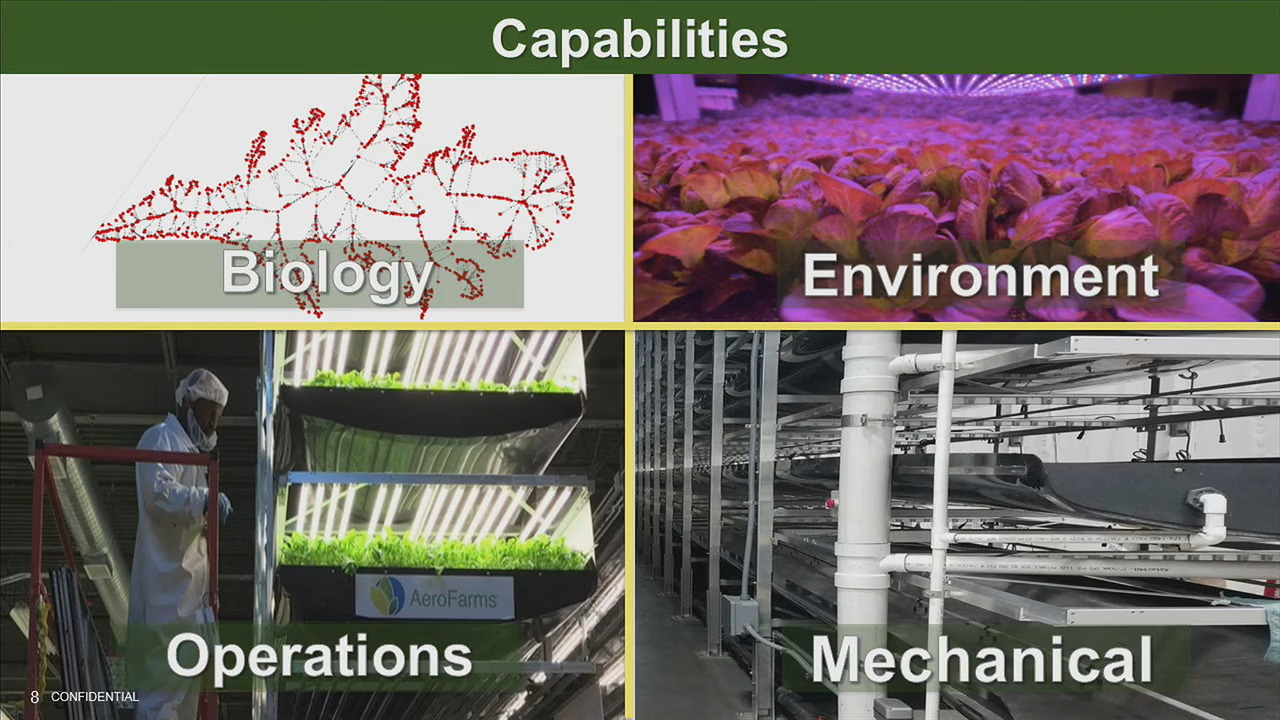 Capabilities
Biology
Environment
AeroFarms
Operations
Mechanical
8 CONFIDENTIAL